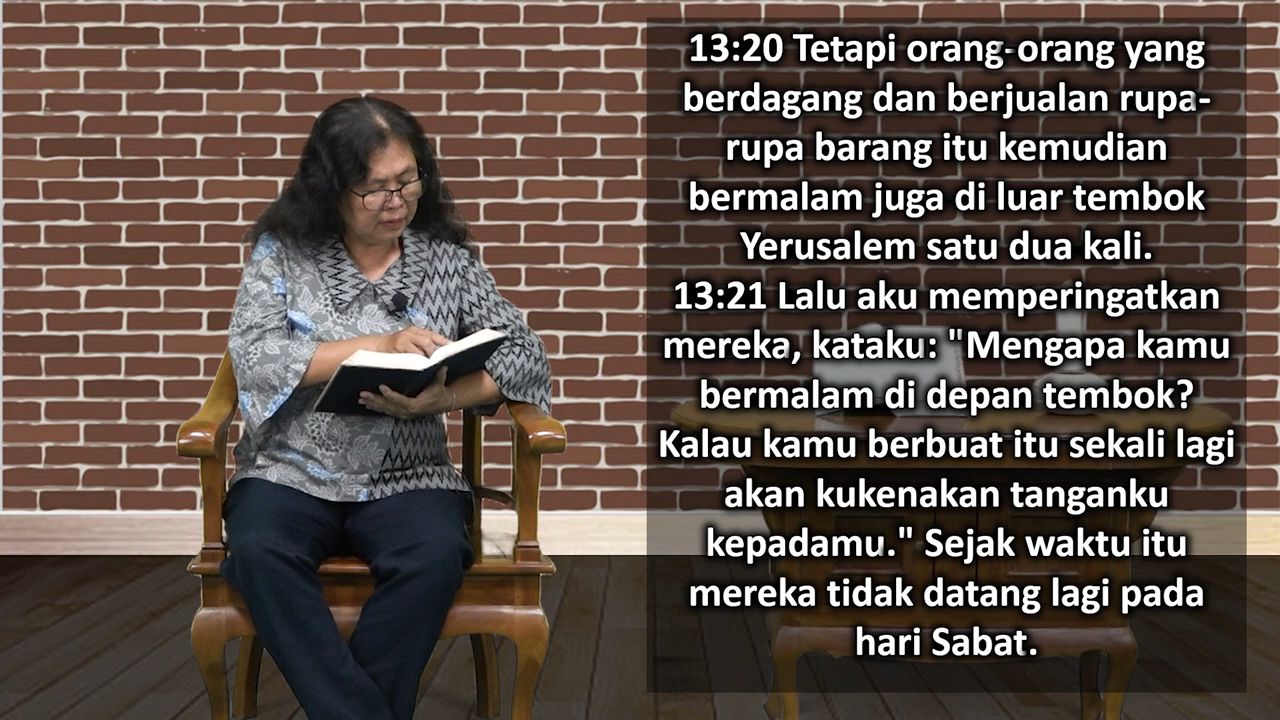 13:20 Tetapi orang-orang yang
berdagang dan berjualan rupa-
rupa barang itu kemudian
bermalam juga di luar tembok
Yerusalem satu dua kali.
13:21 Lalu aku memperingatkan
mereka, kataku: "Mengapa kamu
bermalam di depan tembok?
Kalau kamu berbuat itu sekali lagi
akan kukenakan tanganku
kepadamu." Sejak waktu itu
mereka tidak datang lagi pada
hari Sabat.